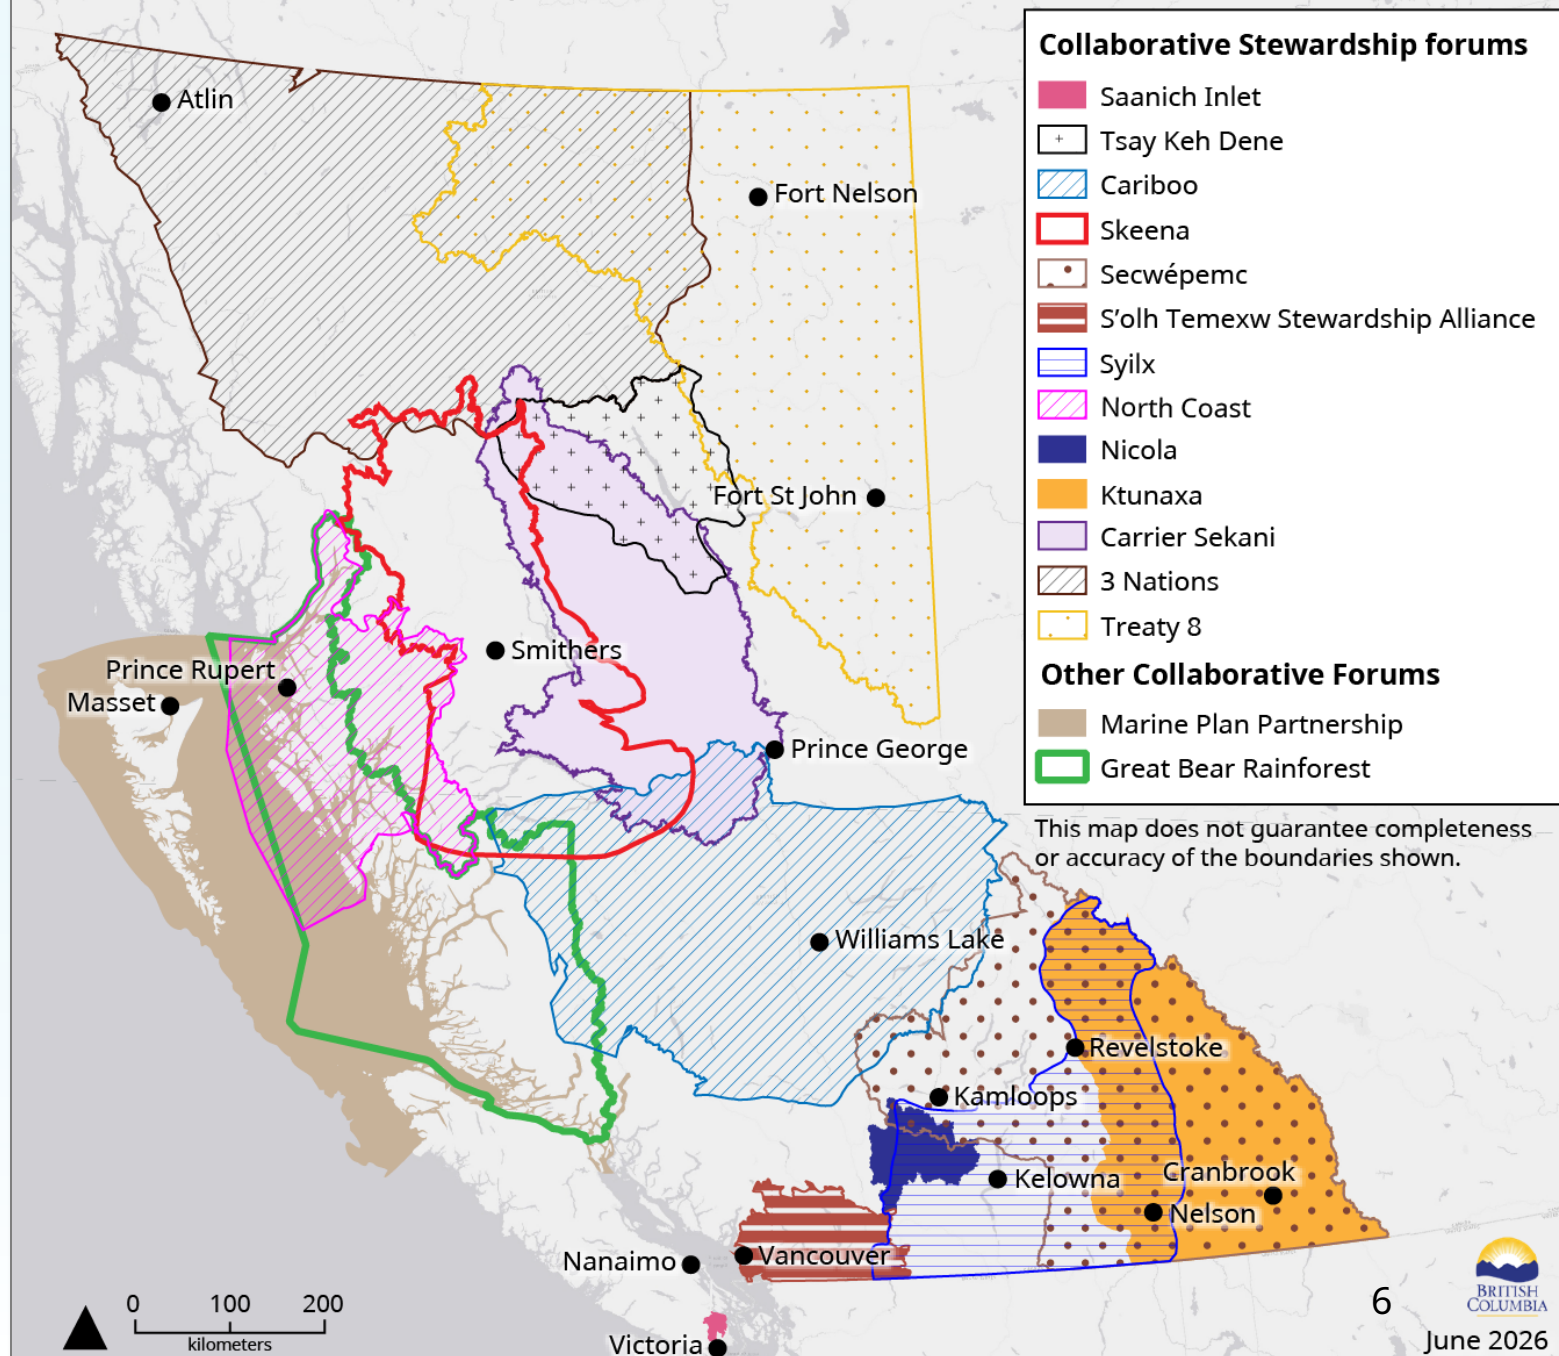 Collaborative Stewardship forums
Saanich Inlet
Tsay Keh Dene
Cariboo
Skeena
Secwépemc
S’olh Temexw Stewardship Alliance
Syilx
North Coast
Nicola
Ktunaxa
Carrier Sekani
3 Nations
Treaty 8
Other Collaborative Forums
Marine Plan Partnership
Great Bear Rainforest
This map does not guarantee completeness
or accuracy of the boundaries shown.
Atlin
Fort Nelson
Fort St John
Smithers
Prince Rupert
Masset
Prince George
Williams Lake
Revelstoke
Kamloops
Kelowna
Cranbrook
Nelson
Vancouver
Nanaimo
Victoria
0 100 200
kilometers
6
BRITISH
COLUMBIA
June 2026